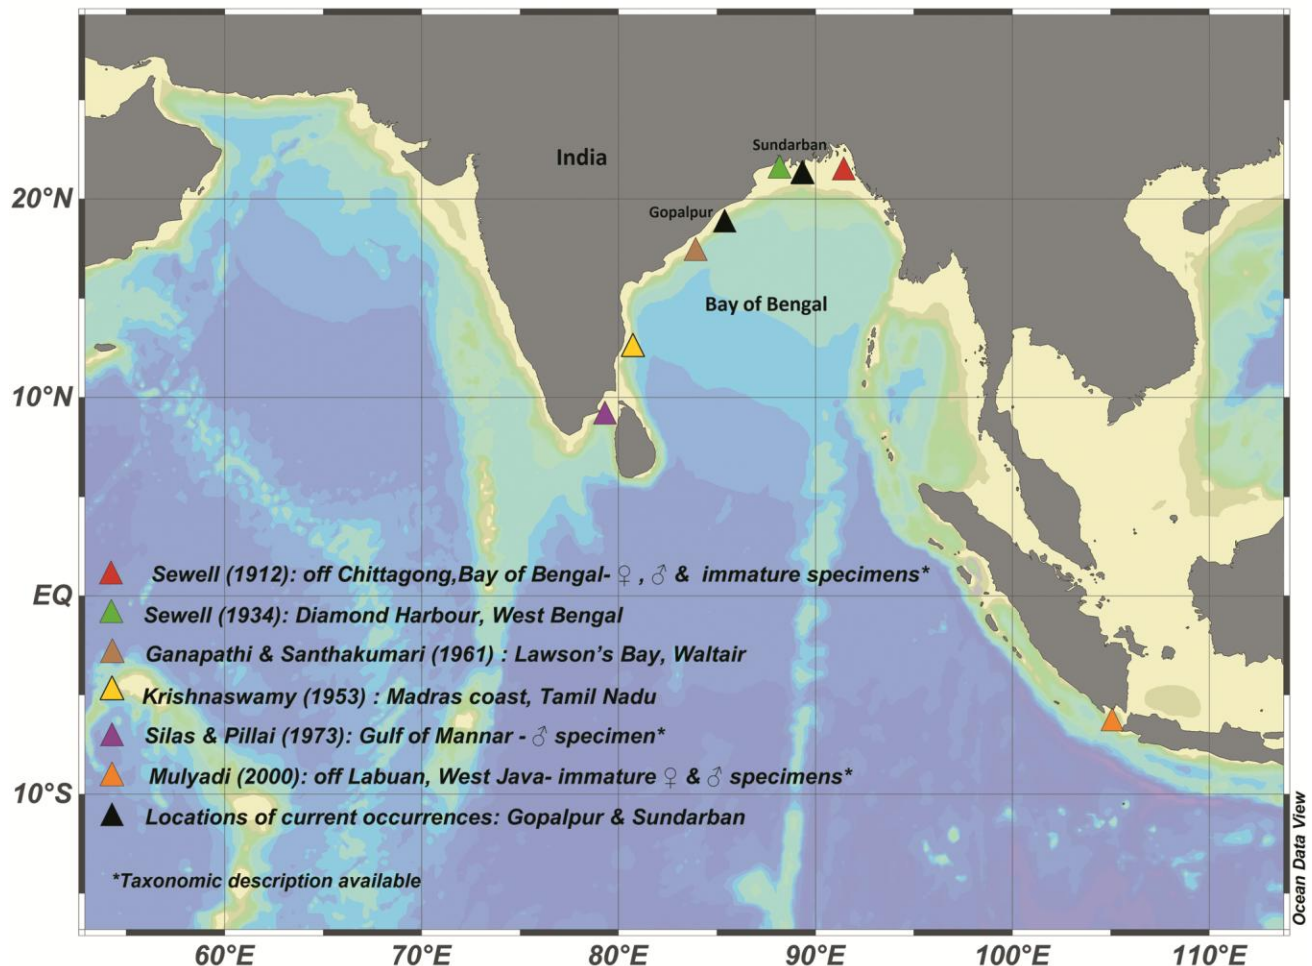 Sundarban
India
20°N
Gopalpur
Bay of Bengal
10°N
Sewell (1912): off Chittagong,Bay of Bengal- ♀ , ♂ & immature specimens*
EQ
Sewell (1934): Diamond Harbour, West Bengal
Ganapathi & Santhakumari (1961) : Lawson's Bay, Waltair
Krishnaswamy (1953) : Madras coast, Tamil Nadu
Silas & Pillai (1973): Gulf of Mannar - ♂ specimen*
Mulyadi (2000): off Labuan, West Java- immature ♀ & ♂ specimens*
10°S
Locations of current occurrences: Gopalpur & Sundarban
*Taxonomic description available
Ocean Data View
60°E 70°E 80°E 90°E 100°E 110°E